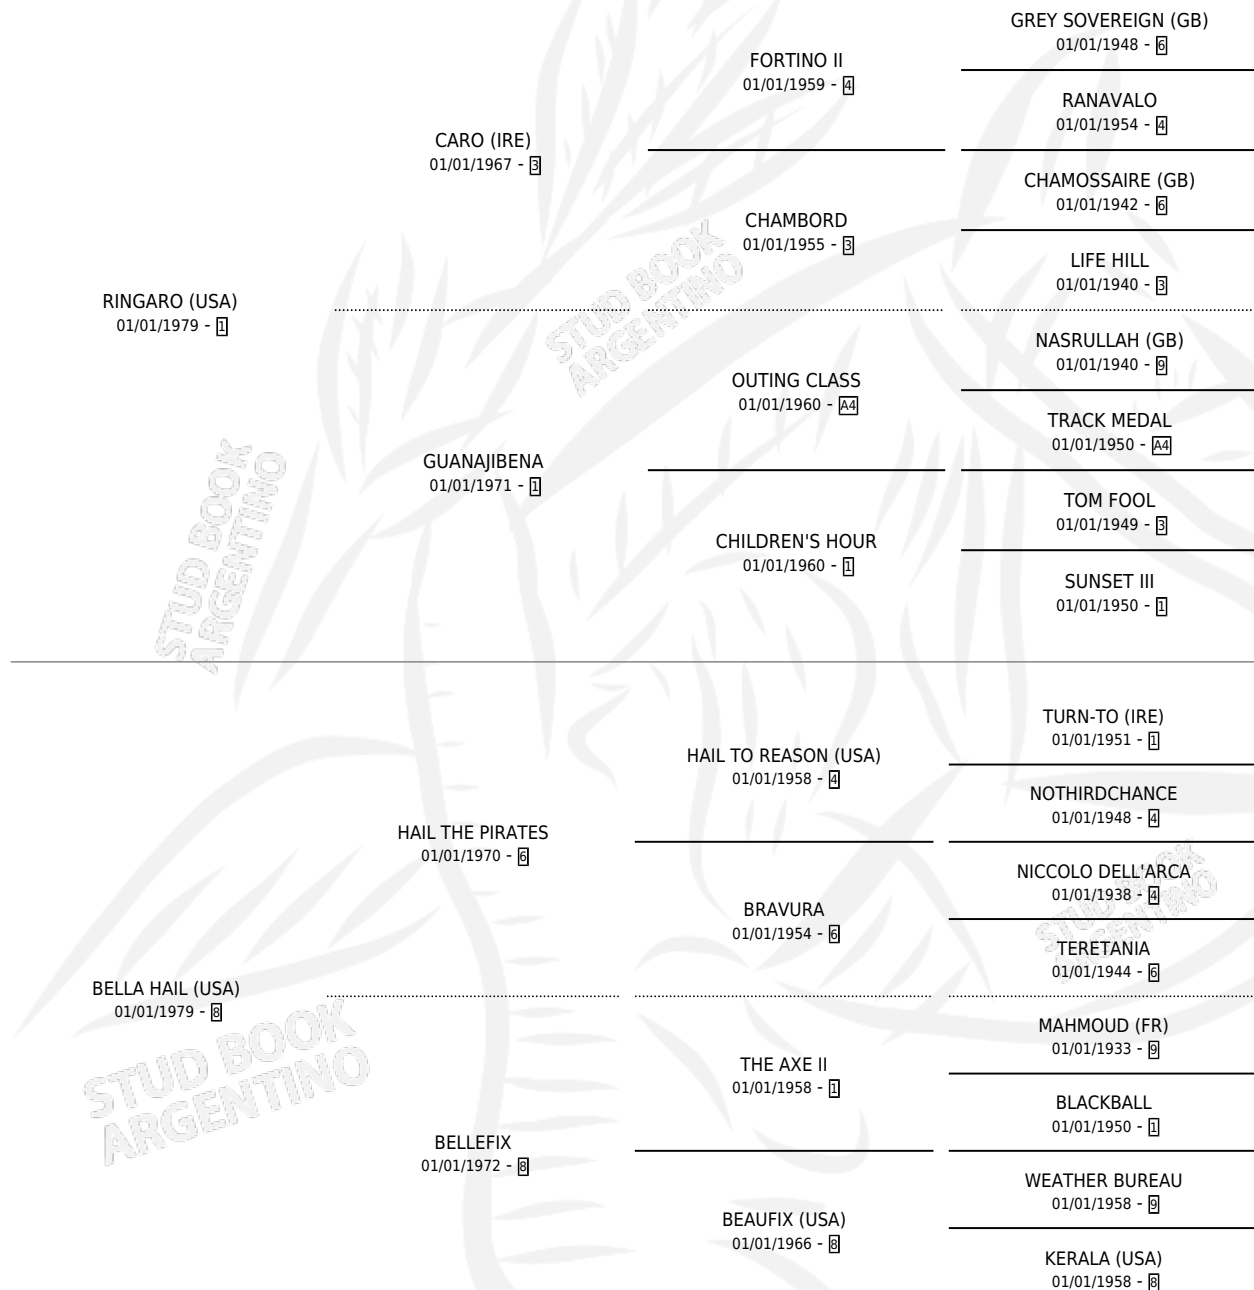 GREY SOVEREIGN (GB)
01/01/1948 - 6
FORTINO II
01/01/1959 - 4
RANAVALO
01/01/1954 - 4
CARO (IRE)
01/01/1967 - 3
CHAMOSSAIRE (GB)
01/01/1942 - 6
CHAMBORD
01/01/1955 - 3
LIFE HILL
01/01/1940 - 3
RINGARO (USA)
01/01/1979 - 1
NASRULLAH (GB)
01/01/1940 - 9
OUTING CLASS
01/01/1960 - A4
TRACK MEDAL
01/01/1950 - A4
GUANAJIBENA
01/01/1971 - 1
TOM FOOL
01/01/1949 - 3
CHILDREN'S HOUR
01/01/1960 - 1
SUNSET III
01/01/1950 - 1
TURN-TO (IRE)
01/01/1951 - 1
HAIL TO REASON (USA)
01/01/1958 - 4
NOTHIRDCHANCE
01/01/1948 - 4
HAIL THE PIRATES
01/01/1970 - 6
NICCOLO DELL'ARCA
01/01/1938 - 4
BRAVURA
01/01/1954 - 6
TERETANIA
01/01/1944 - 6
BELLA HAIL (USA)
01/01/1979 - 8
MAHMOUD (FR)
01/01/1933 - 9
THE AXE II
01/01/1958 - 1
BLACKBALL
01/01/1950 - 1
BELLEFIX
01/01/1972 - 8
WEATHER BUREAU
01/01/1958 - 9
BEAUFIX (USA)
01/01/1966 - 8
KERALA (USA)
01/01/1958 - 8
STUD BOOK
ARGENTINO
STUD BOOK
ARGENTINO
STUD BOOK
ARGENTINO
STUD BOOK
ARGENTINO